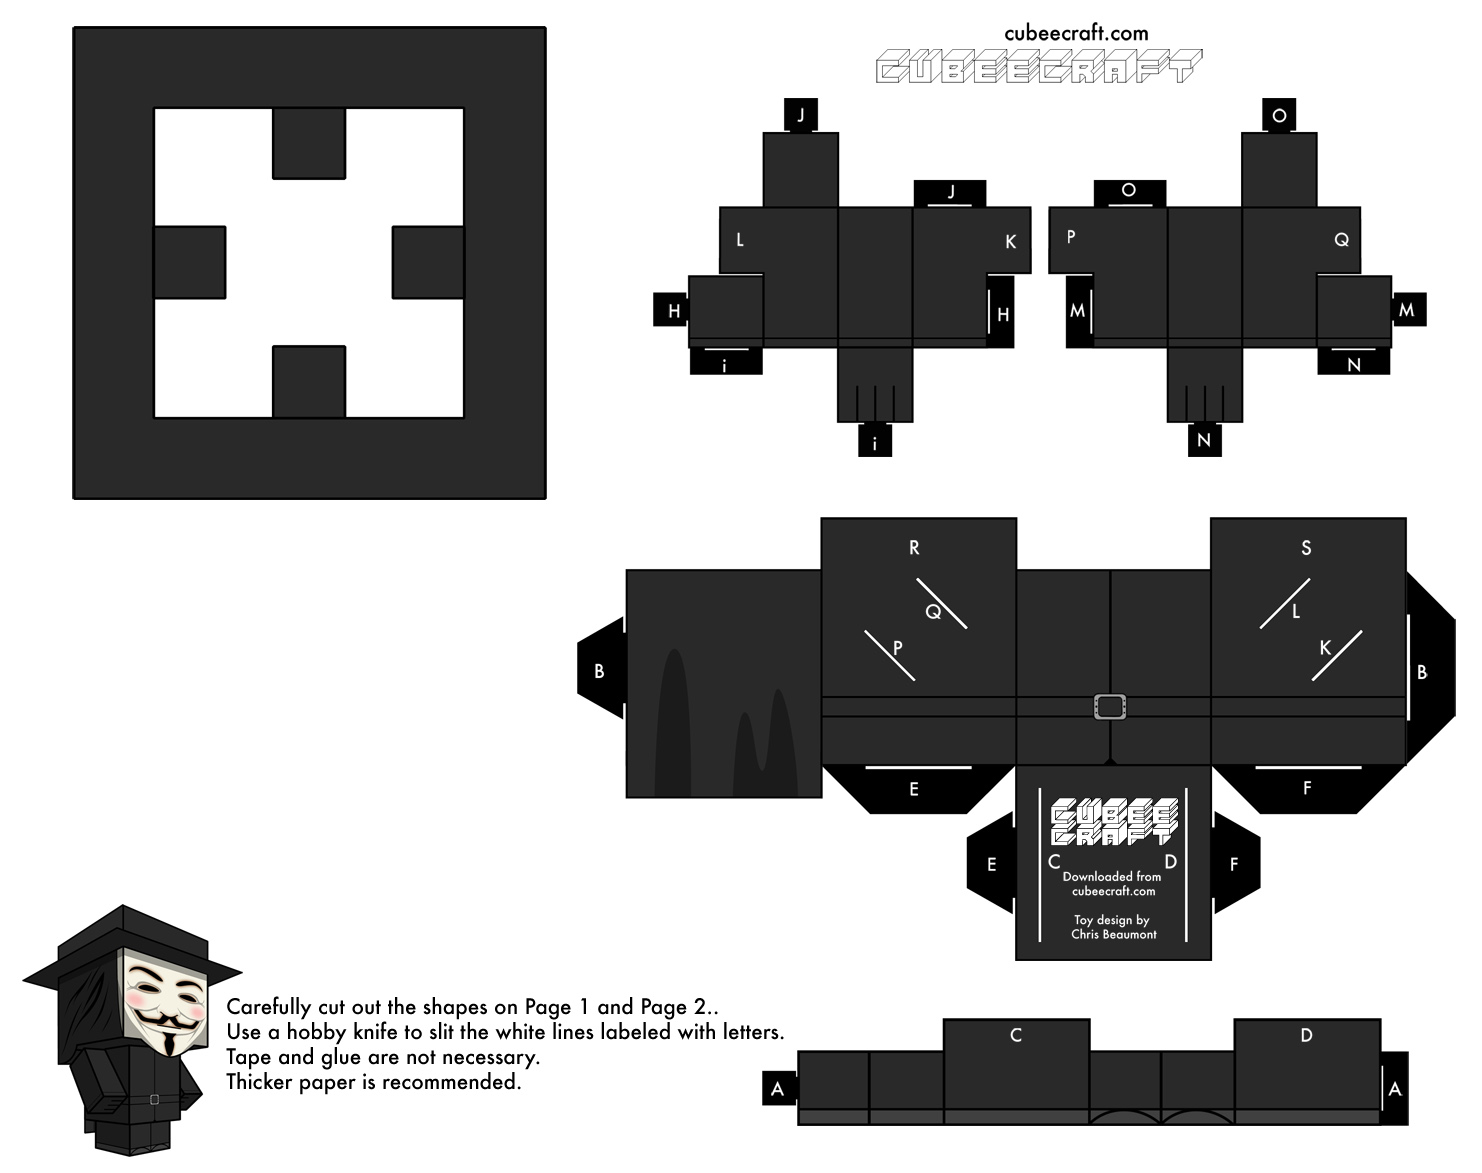 cubeecraft.com
CUBEECRAFT
J
O
J
O
L
K
P
Q
H
H
M
M
i
N
i
N
R
S
Q
L
P
K
B
B
E
F
CUBEE
CRAFT
C
D
E
F
Downloaded from
cubeecraft.com
Toy design by
Chris Beaumont
Carefully cut out the shapes on Page 1 and Page 2..
Use a hobby knife to slit the white lines labeled with letters.
Tape and glue are not necessary.
Thicker paper is recommended.
C
D
A
A